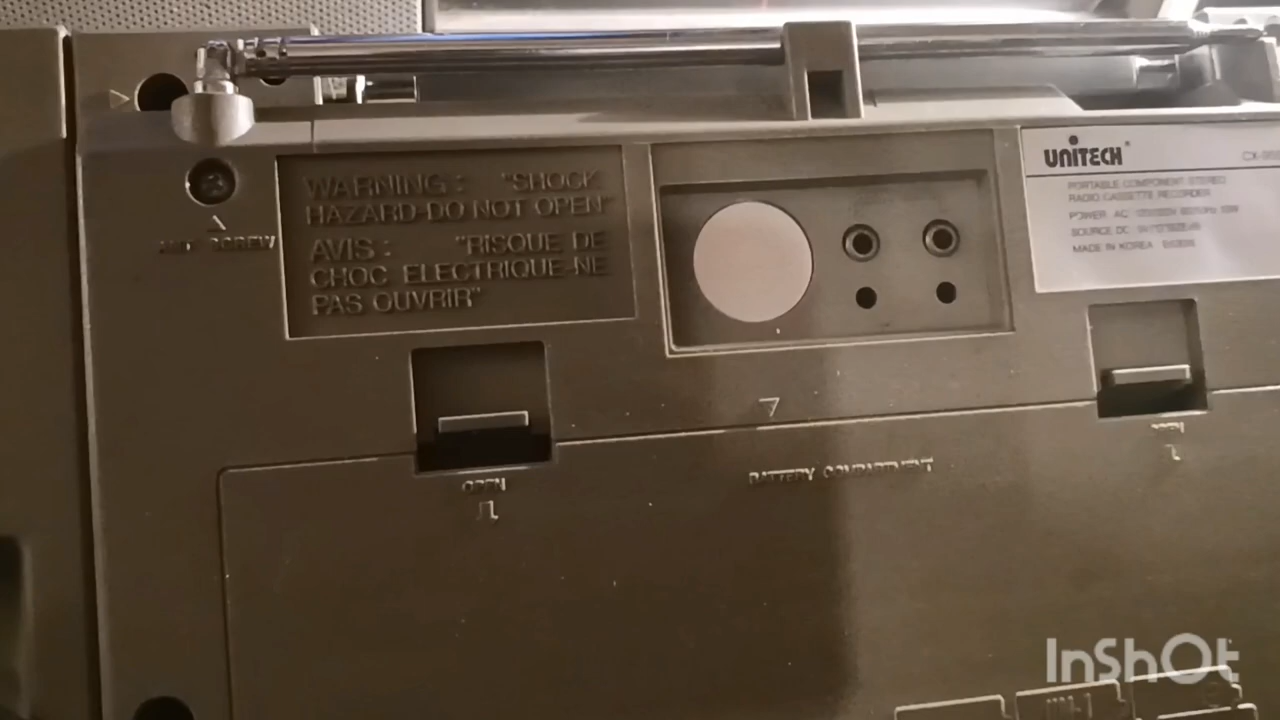 WARNING : "SHOCK
HAZARD-DO NOT OPEN"
AVIS : "RISQUE DE
CHOC ELECTRIQUE-NE
PAS OUVRIR"
SCREW
UNITECH
PORTABLE COMPONENT STEREO
RADIO CASSETTE RECORDER
POWER AC
SOURCE DC
MADE IN KOREA
OPEN
BATTERY COMPARTMENT
InShOt